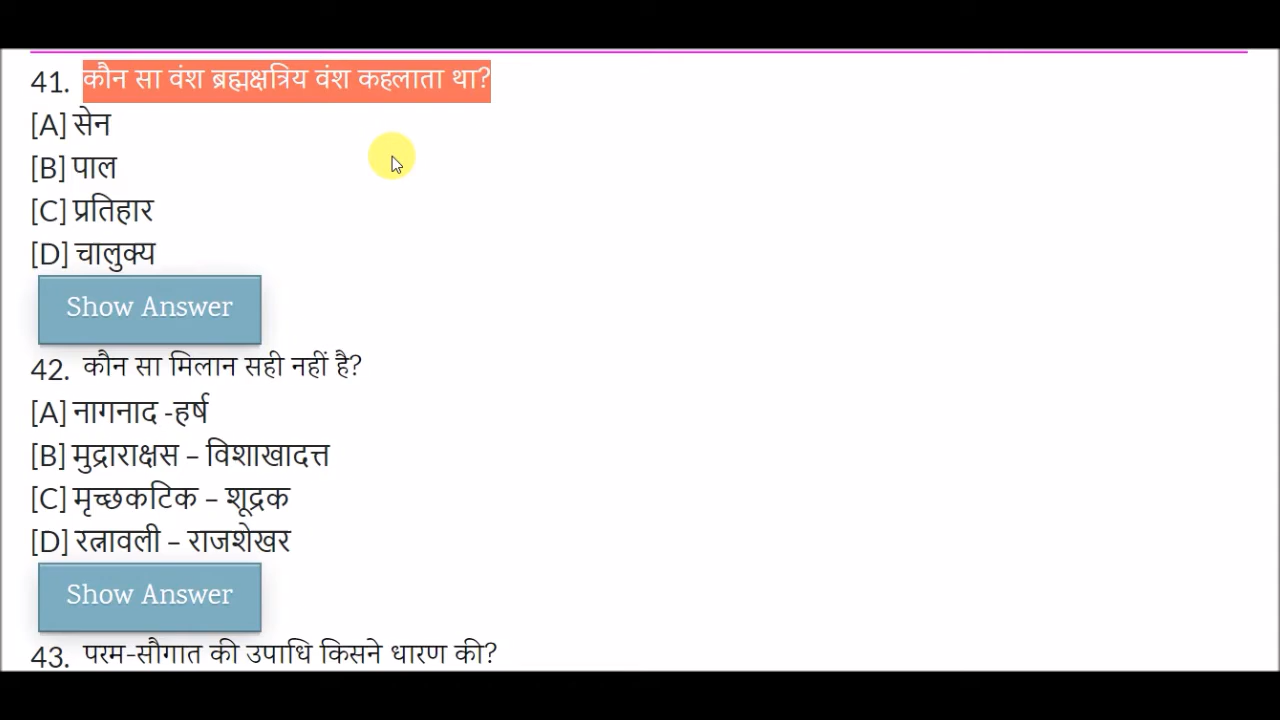 41. कौन सा वंश ब्रह्मक्षत्रिय वंश कहलाता था?
[A] सेन
[B] पाल
[C] प्रतिहार
[D] चालुक्य
Show Answer
42. कौन सा मिलान सही नहीं है?
[A] नागनाद -हर्ष
[B] मुद्राराक्षस – विशाखादत्त
[C] मृच्छकटिक – शूद्रक
[D] रत्नावली – राजशेखर
Show Answer
43. परम-सौगात की उपाधि किसने धारण की?